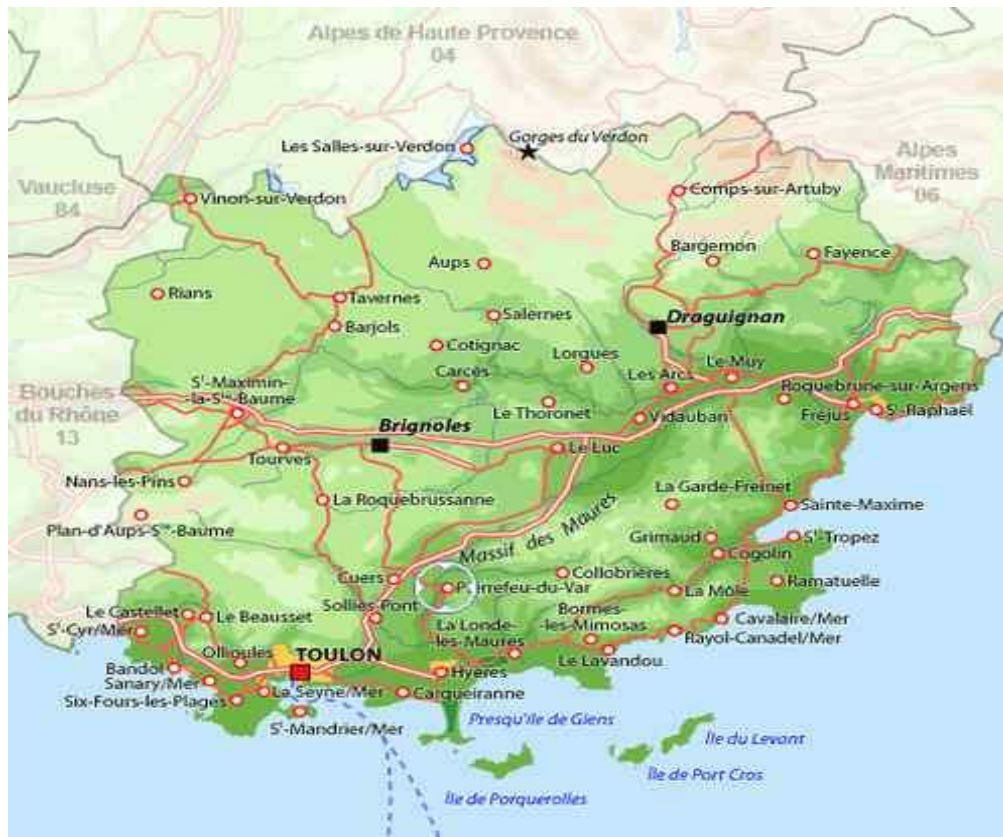 Alpes de Haute Provence
04
Gorges du Verdon
Les Salles-sur-Verdon
Alpes
Maritimes
06
Vaucluse
84
Vinon-sur-Verdon
Comps-sur-Artuby
Bargemon
Fayence
Aups
Rians
Tavernes
Salernes
Draguignan
Barjols
Cotignac
Lorgues
Le Muy
Carcès
Les Arcs
Sᵗ-Maximin-
la-Sᵗᵉ-Baume
Roquebrune-sur-Argens
Bouches
du Rhône
13
Le Thoronet
Vidauban
Fréjus
Sᵗ-Raphaël
Brignoles
Le Luc
Tourves
Nans-les-Pins
La Roquebrussanne
La Garde-Freinet
Sainte-Maxime
Plan-d'Aups-Sᵗᵉ-Baume
Massif des Maures
Grimaud
Sᵗ-Tropez
Cogolin
Cuers
Collobrières
Ramatuelle
Pierrefeu-du-Var
La Môle
Le Castellet
Le Beausset
Solliès-Pont
Bormes-
les-Mimosas
Cavalaire/Mer
Sᵗ-Cyr/Mer
La Londe-
les-Maures
Rayol-Canadel/Mer
Ollioules
TOULON
Le Lavandou
Bandol
Hyères
Sanary/Mer
La Seyne/Mer
Carqueiranne
Six-Fours-les-Plages
Sᵗ-Mandrier/Mer
Presqu'île de Giens
Île du Levant
Île de Port Cros
Île de Porquerolles